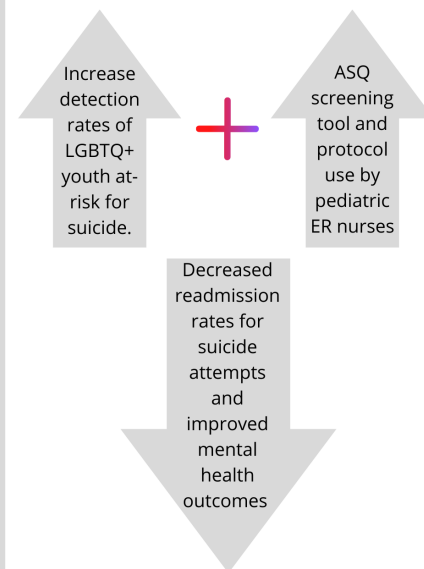 Increase
detection
rates of
LGBTQ+
youth at-
risk for
suicide.
ASQ
screening
tool and
protocol
use by
pediatric
ER nurses
Decreased
readmission
rates for
suicide
attempts
and
improved
mental
health
outcomes